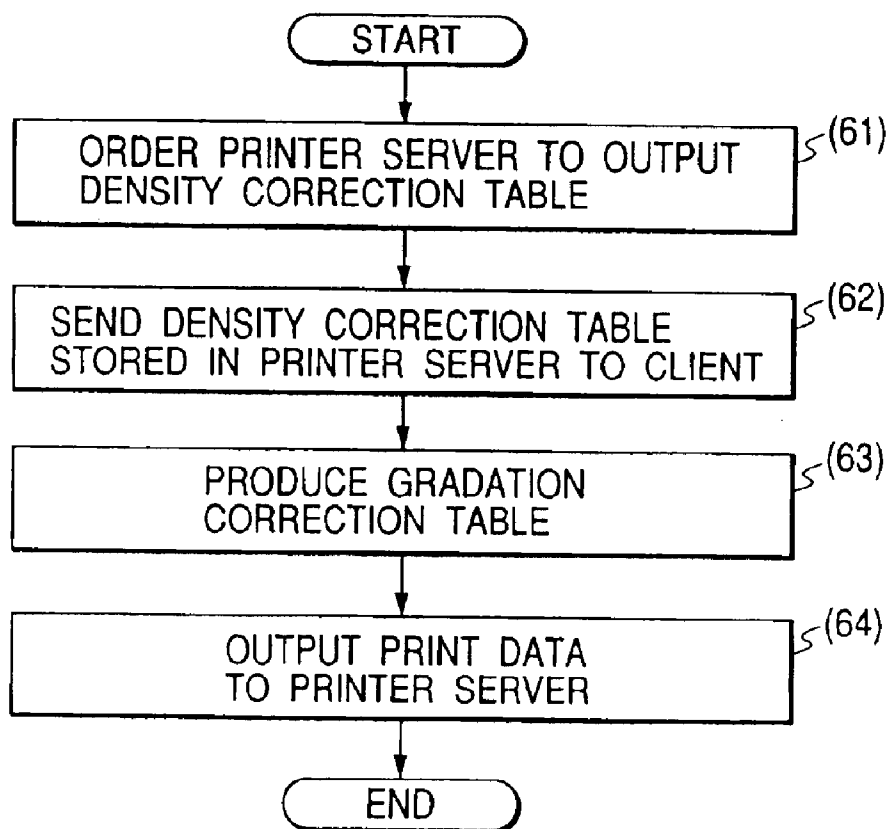 START
ORDER PRINTER SERVER TO OUTPUT
DENSITY CORRECTION TABLE
(61)
SEND DENSITY CORRECTION TABLE
STORED IN PRINTER SERVER TO CLIENT
(62)
PRODUCE GRADATION
CORRECTION TABLE
(63)
OUTPUT PRINT DATA
TO PRINTER SERVER
(64)
END